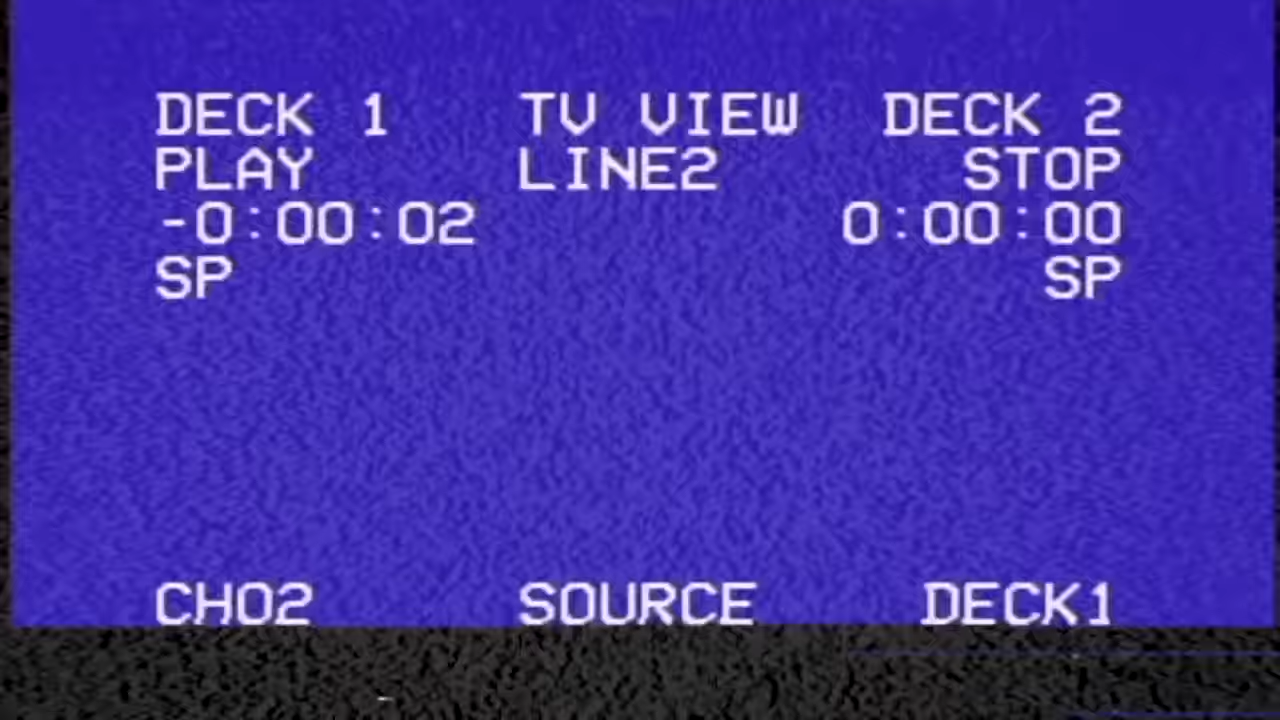 DECK 1 TV VIEW DECK 2
PLAY LINE2 STOP
-0:00:02 0:00:00
SP SP
CH02 SOURCE DECK1